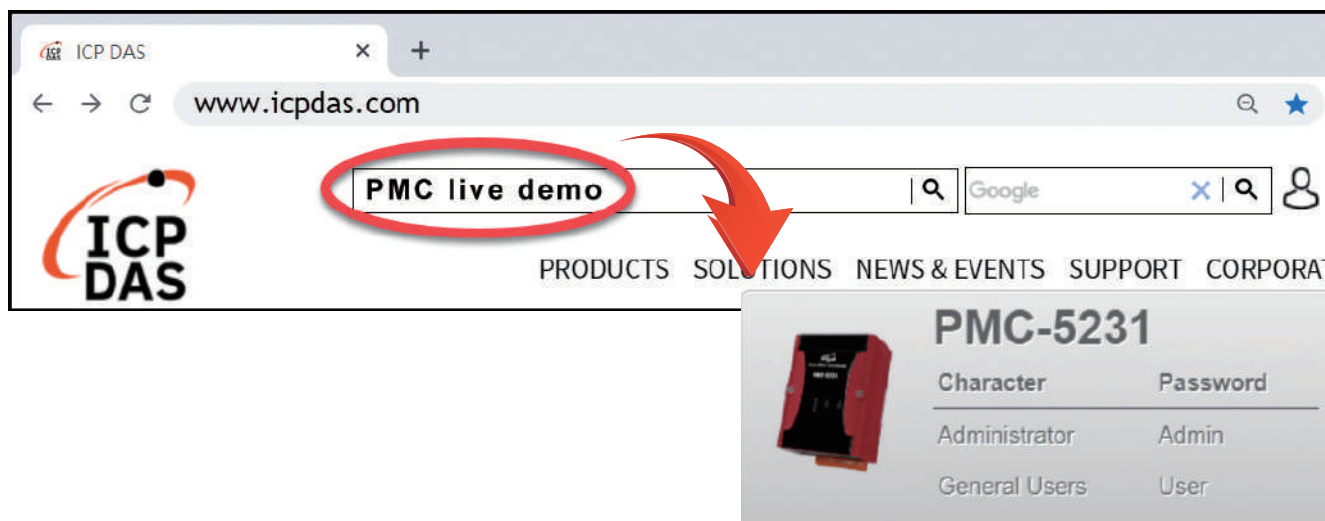 ICP DAS
www.icpdas.com
PMC live demo
Google
ICP
DAS
PRODUCTS SOLUTIONS NEWS & EVENTS SUPPORT CORPORAT
PMC-5231
Character Password
Administrator Admin
General Users User